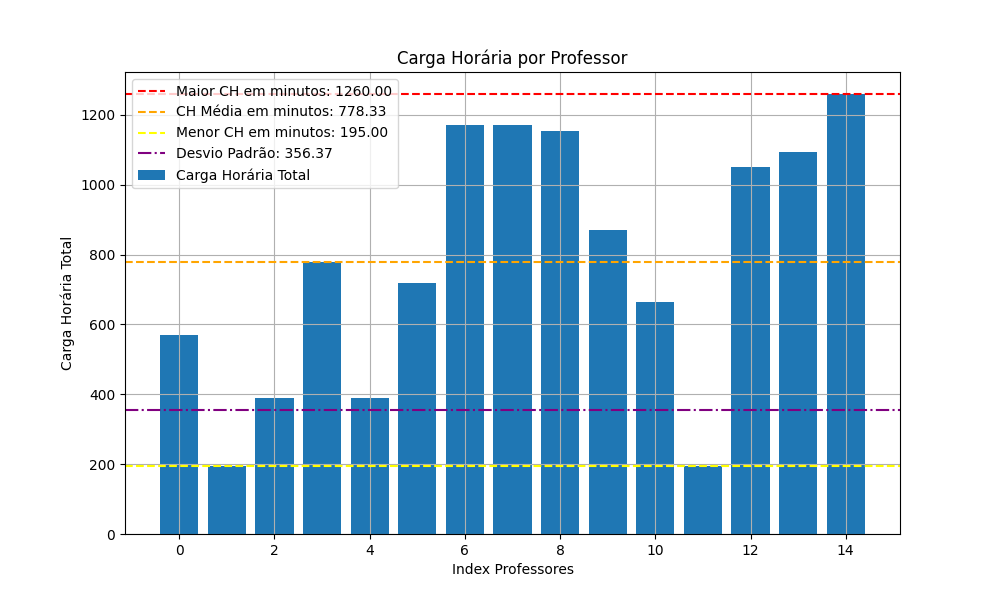 Carga Horária por Professor
Maior CH em minutos: 1260.00
CH Média em minutos: 778.33
Menor CH em minutos: 195.00
Desvio Padrão: 356.37
Carga Horária Total
Carga Horária Total
1200
1000
800
600
400
200
0
0 2 4 6 8 10 12 14
Index Professores